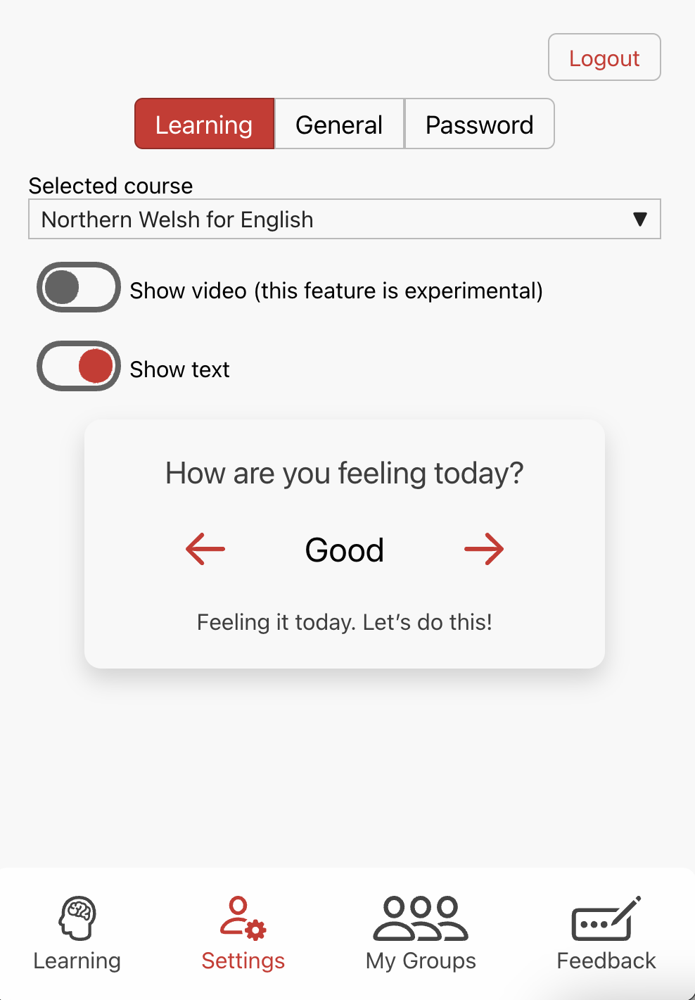 Logout
Learning General Password
Selected course
Northern Welsh for English
Show video (this feature is experimental)
Show text
How are you feeling today?
Good
Feeling it today. Let's do this!
Learning Settings My Groups Feedback